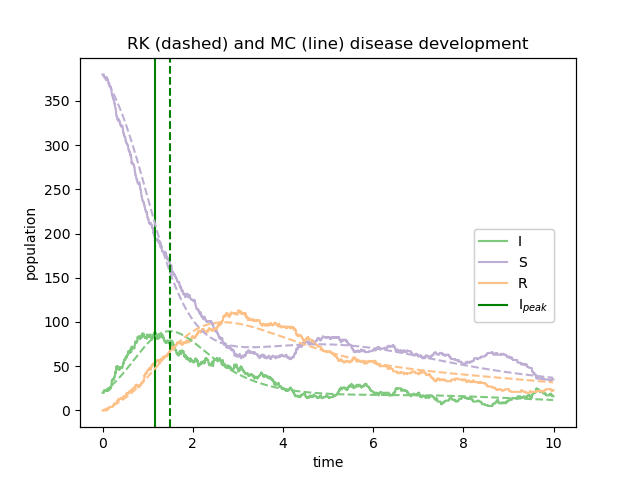 RK (dashed) and MC (line) disease development
population
350
300
250
200
150
100
50
0
I
S
R
I_peak
0 2 4 6 8 10
time